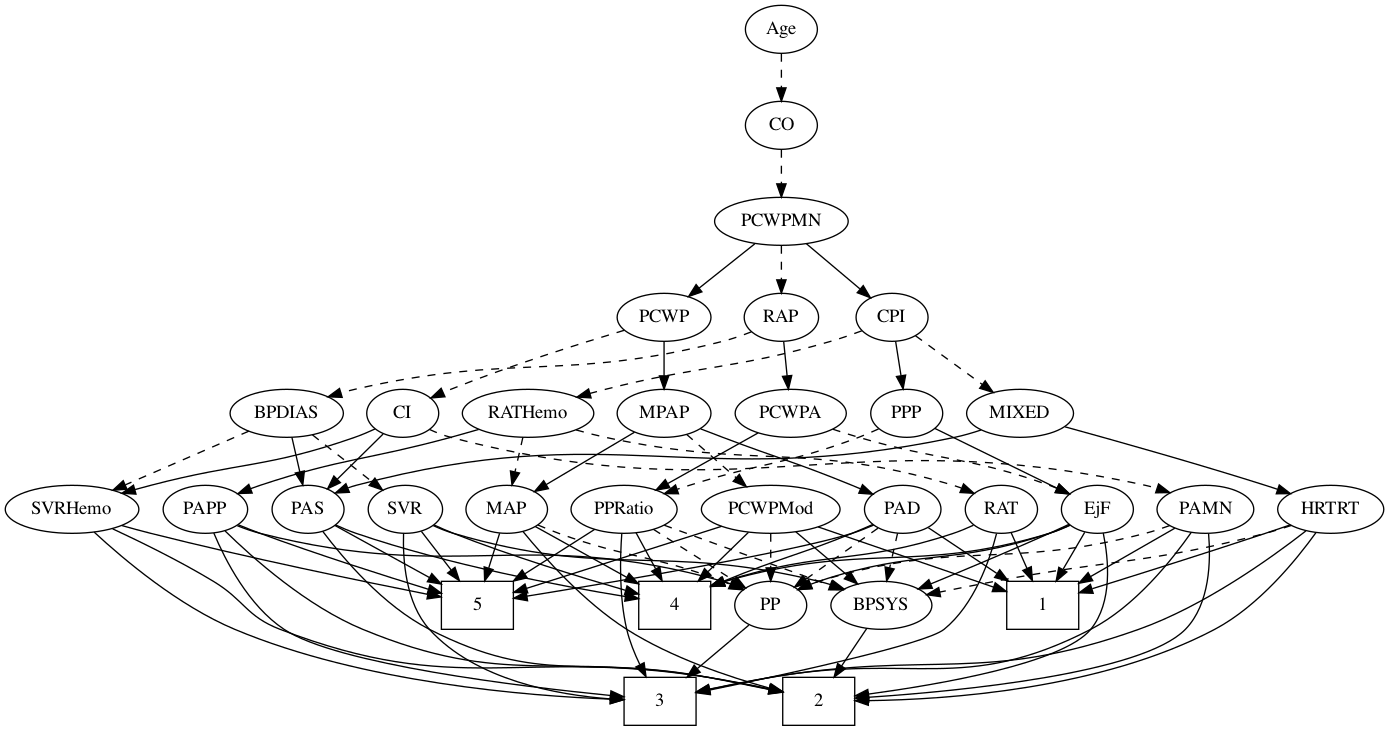 Age
CO
PCWPMN
PCWP
RAP
CPI
BPDIAS
CI
RATHemo
MPAP
PCWPA
PPP
MIXED
SVRHemo
PAPP
PAS
SVR
MAP
PPRatio
PCWPMod
PAD
RAT
EjF
PAMN
HRTRT
5
4
PP
BPSYS
1
3
2